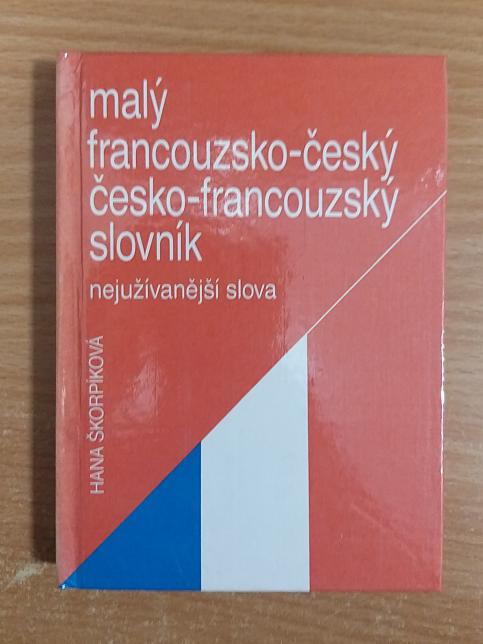 malý
francouzsko-český
česko-francouzský
slovník
nejužívanější slova
HANA ŠKORPÍKOVÁ